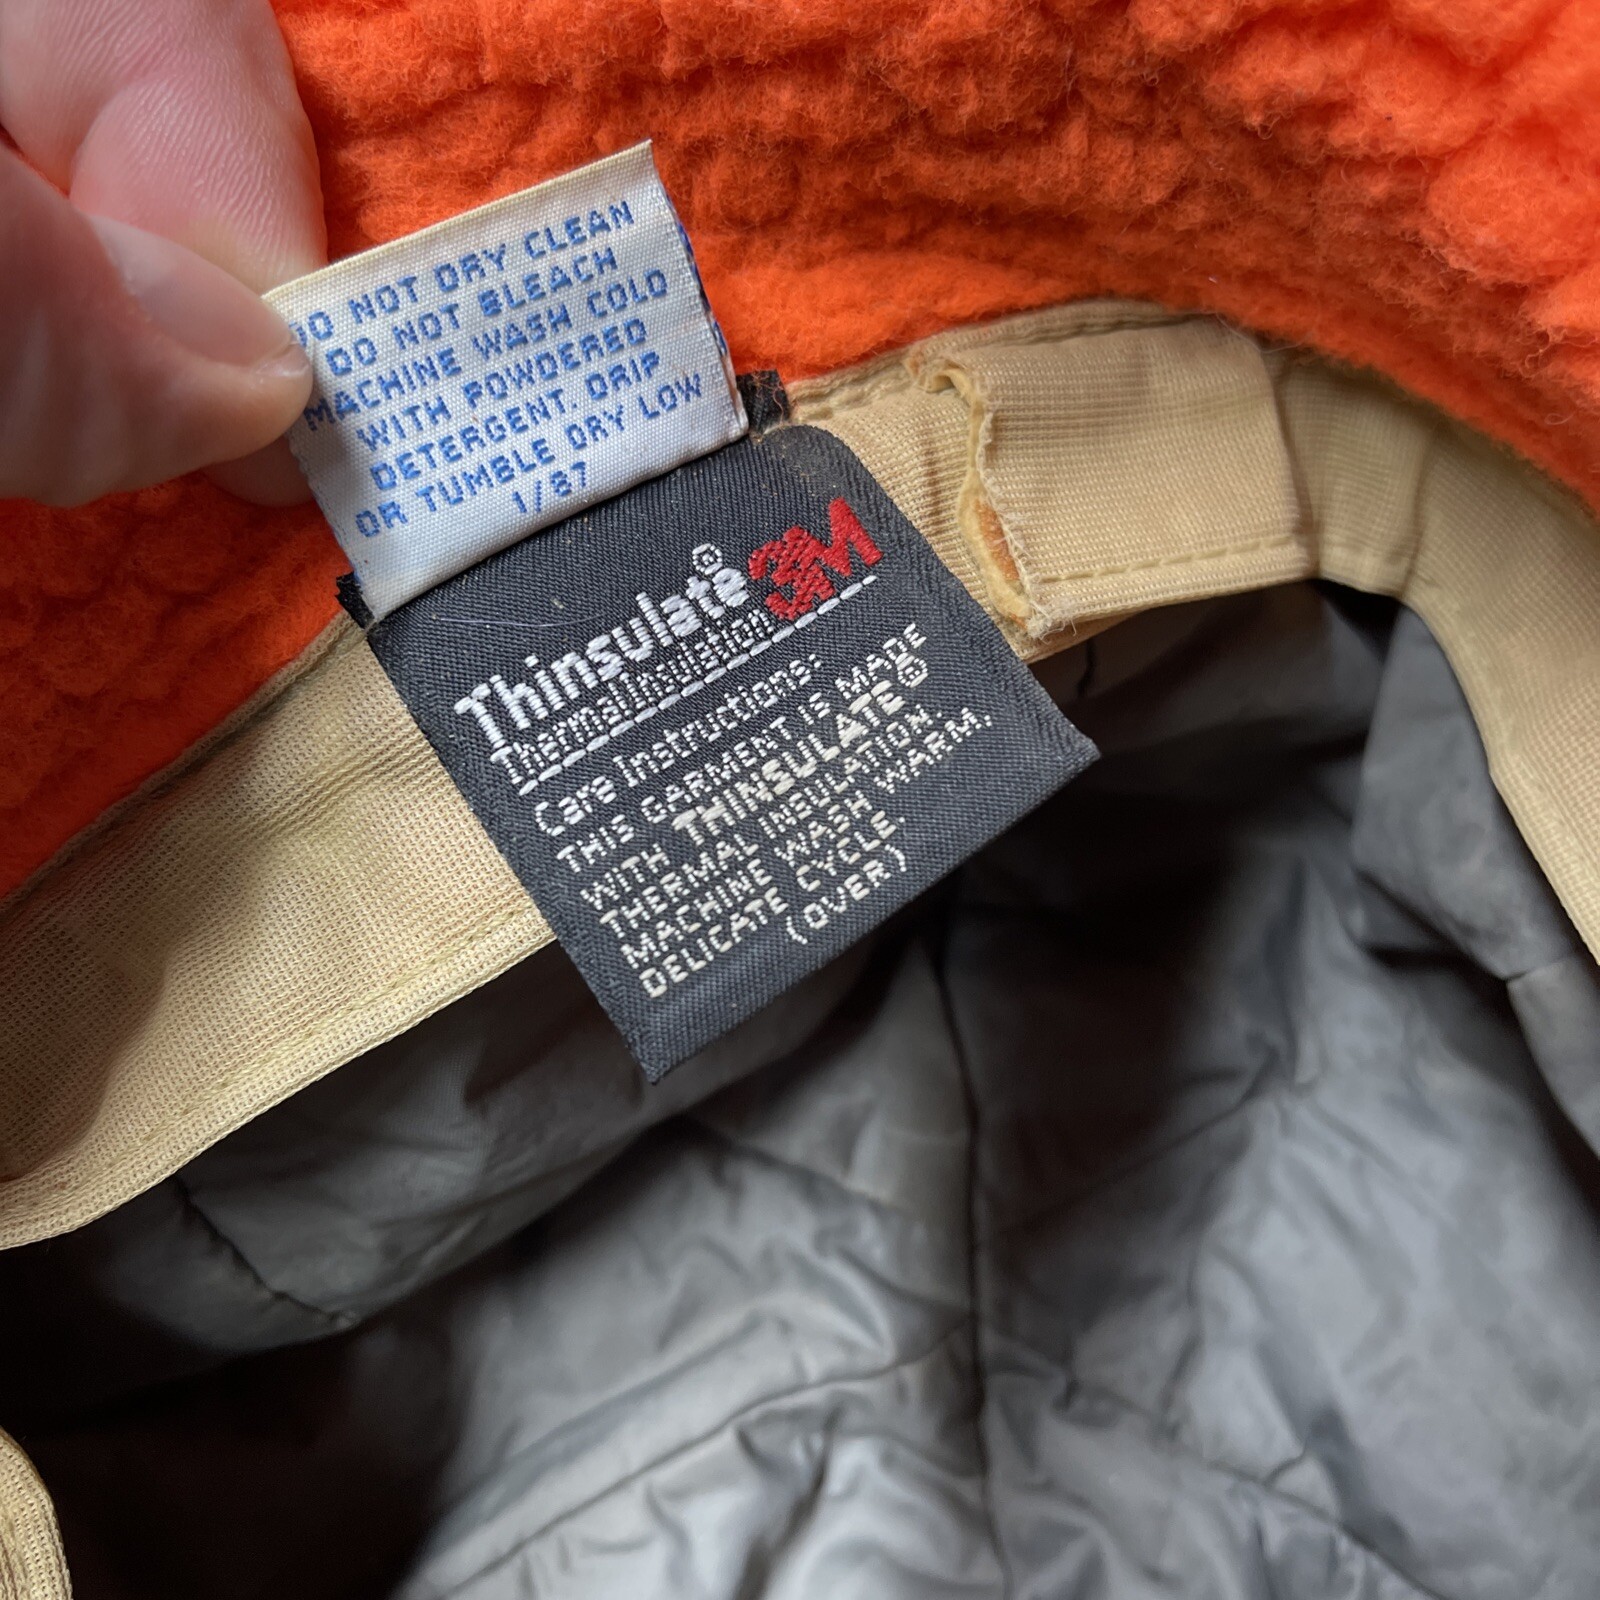 DO NOT DRY CLEAN
DO NOT BLEACH
MACHINE WASH COLD
WITH POWDERED
DETERGENT. DRIP
OR TUMBLE DRY LOW
1/87
Thinsulate® 3M
Thermal Insulation
Care Instructions:
THIS GARMENT IS MADE
WITH THINSULATE®
THERMAL INSULATION.
MACHINE WASH WARM,
DELICATE CYCLE.
(OVER)